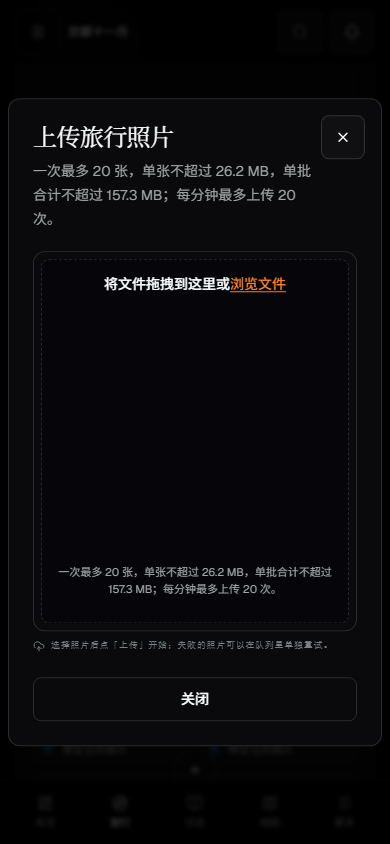 上传旅行照片
一次最多 20 张，单张不超过 26.2 MB，单批
合计不超过 157.3 MB；每分钟最多上传 20
次。
将文件拖拽到这里或浏览文件
一次最多 20 张，单张不超过 26.2 MB，单批合计不超过
157.3 MB；每分钟最多上传 20 次。
选择照片后点「上传」开始；失败的照片可以在队列里单独重试。
关闭